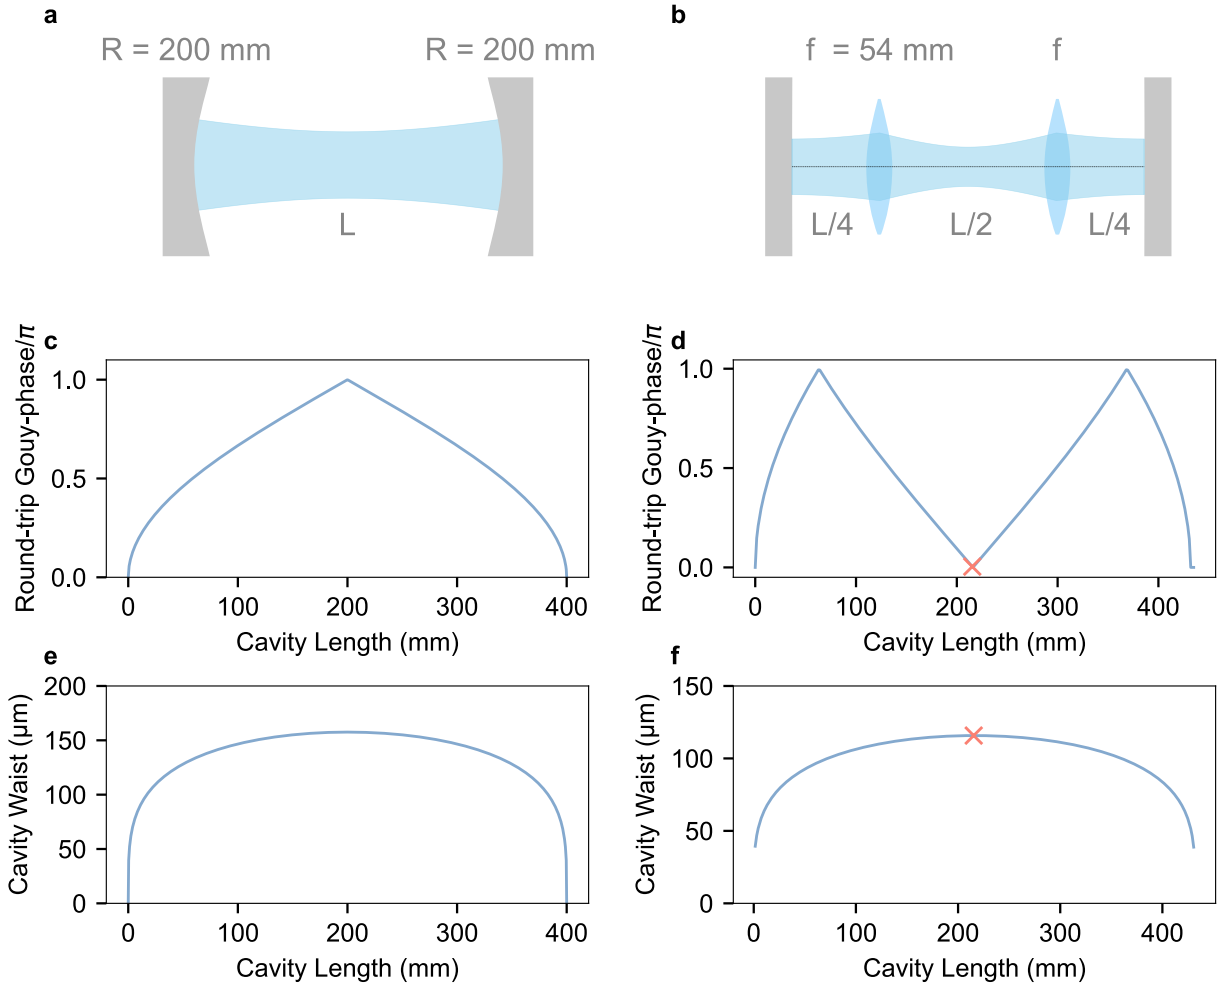 a
R = 200 mm
R = 200 mm
L
b
f  = 54 mm
f
L/4
L/2
L/4
c
Round-trip Gouy-phase/π
1.0
0.5
0.0
0
100
200
300
400
Cavity Length (mm)
d
Round-trip Gouy-phase/π
1.0
0.5
0.0
0
100
200
300
400
Cavity Length (mm)
e
Cavity Waist (μm)
200
150
100
50
0
0
100
200
300
400
Cavity Length (mm)
f
Cavity Waist (μm)
150
100
50
0
0
100
200
300
400
Cavity Length (mm)